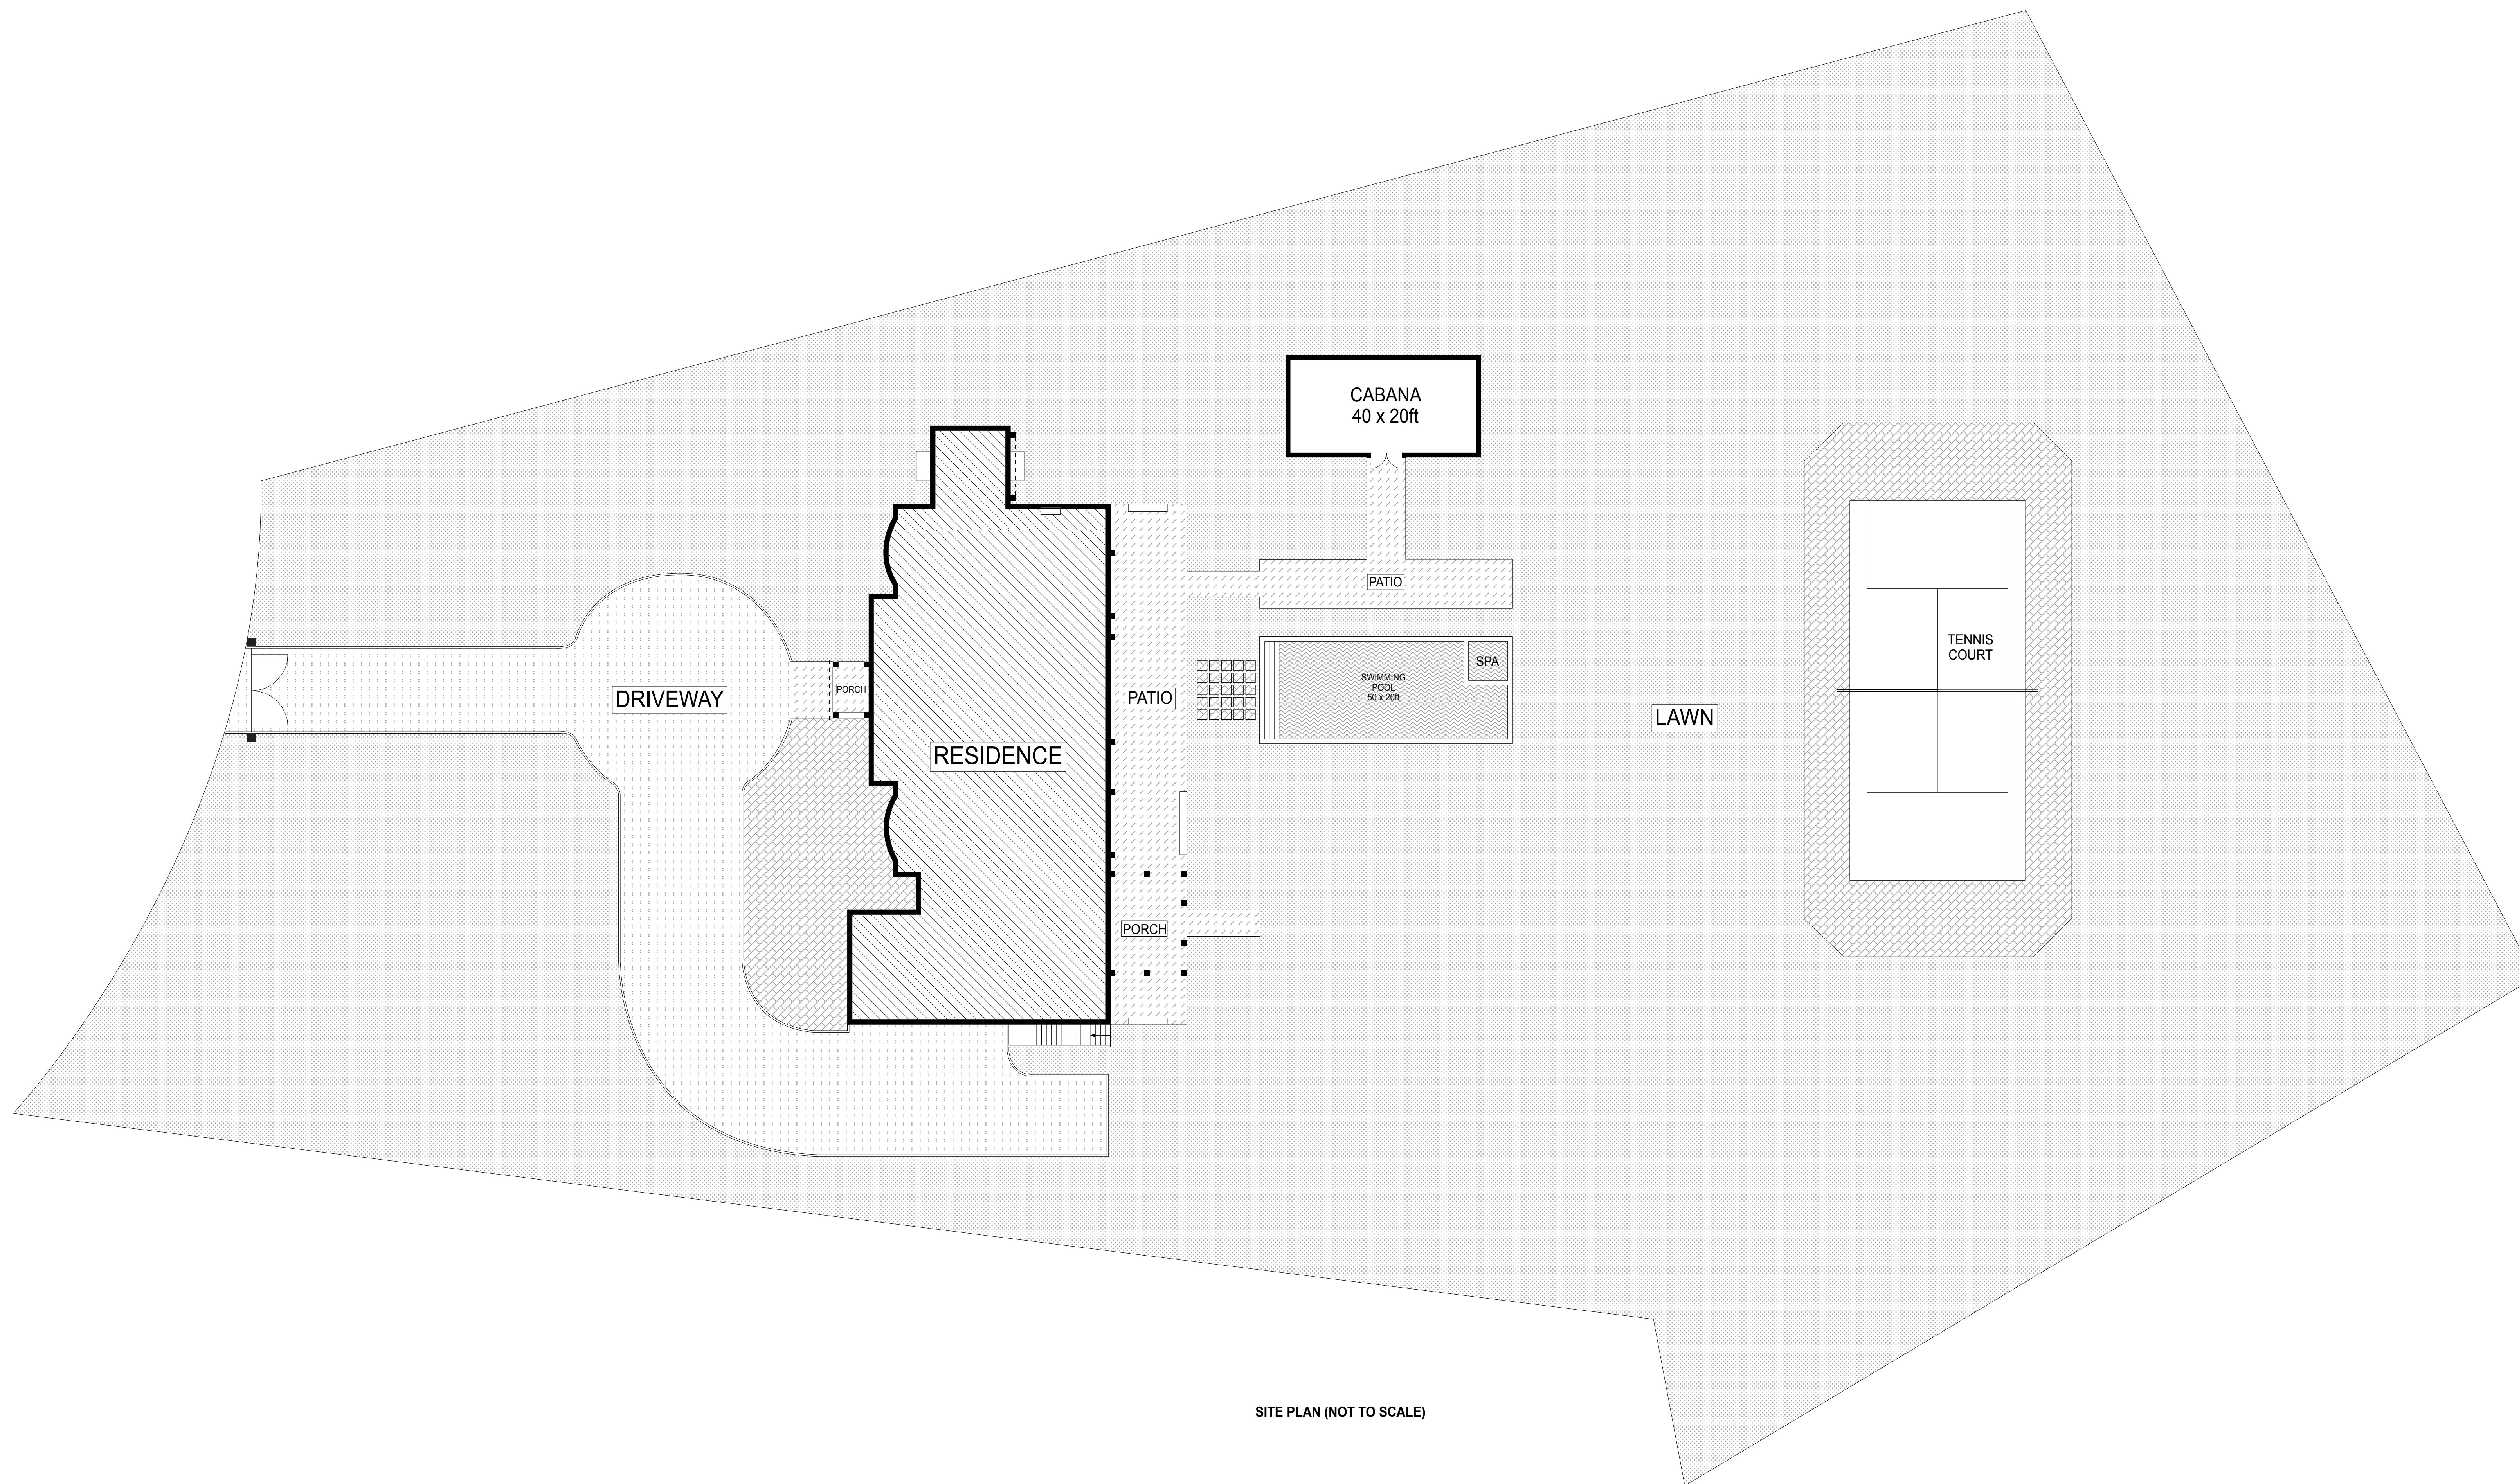 CABANA
40 x 20ft
PATIO
TENNIS
COURT
SPA
SWIMMING
POOL
50 x 20ft
PORCH
DRIVEWAY
PATIO
LAWN
RESIDENCE
PORCH
SITE PLAN (NOT TO SCALE)